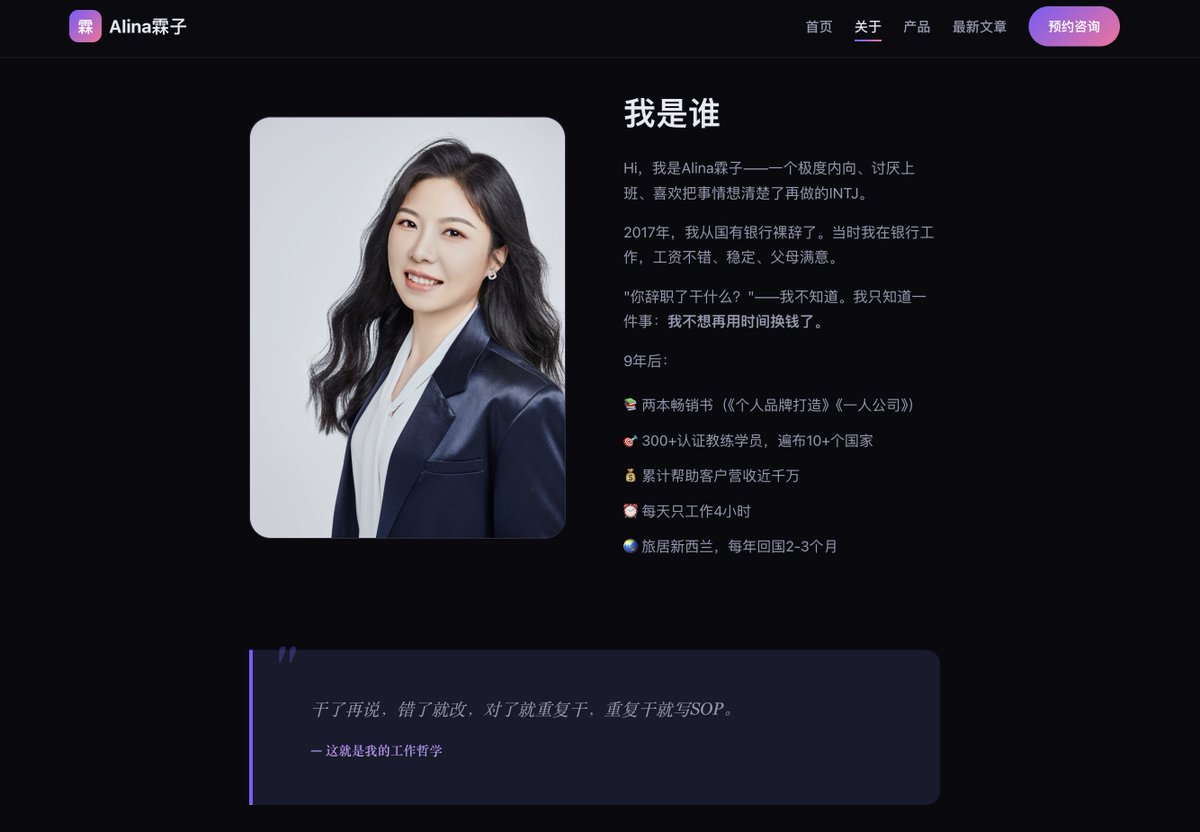 霖 Alina霖子
首页 关于 产品 最新文章 预约咨询
我是谁
Hi，我是Alina霖子——一个极度内向、讨厌上
班、喜欢把事情想清楚了再做的INTJ。
2017年，我从国有银行裸辞了。当时我在银行工
作，工资不错、稳定、父母满意。
"你辞职了干什么？"——我不知道。我只知道一
件事：我不想再用时间换钱了。
9年后：
📚 两本畅销书（《个人品牌打造》《一人公司》）
🎯 300+认证教练学员，遍布10+个国家
💰 累计帮助客户营收近千万
⏰ 每天只工作4小时
🌏 旅居新西兰，每年回国2-3个月
"
干了再说，错了就改，对了就重复干，重复干就写SOP。
— 这就是我的工作哲学